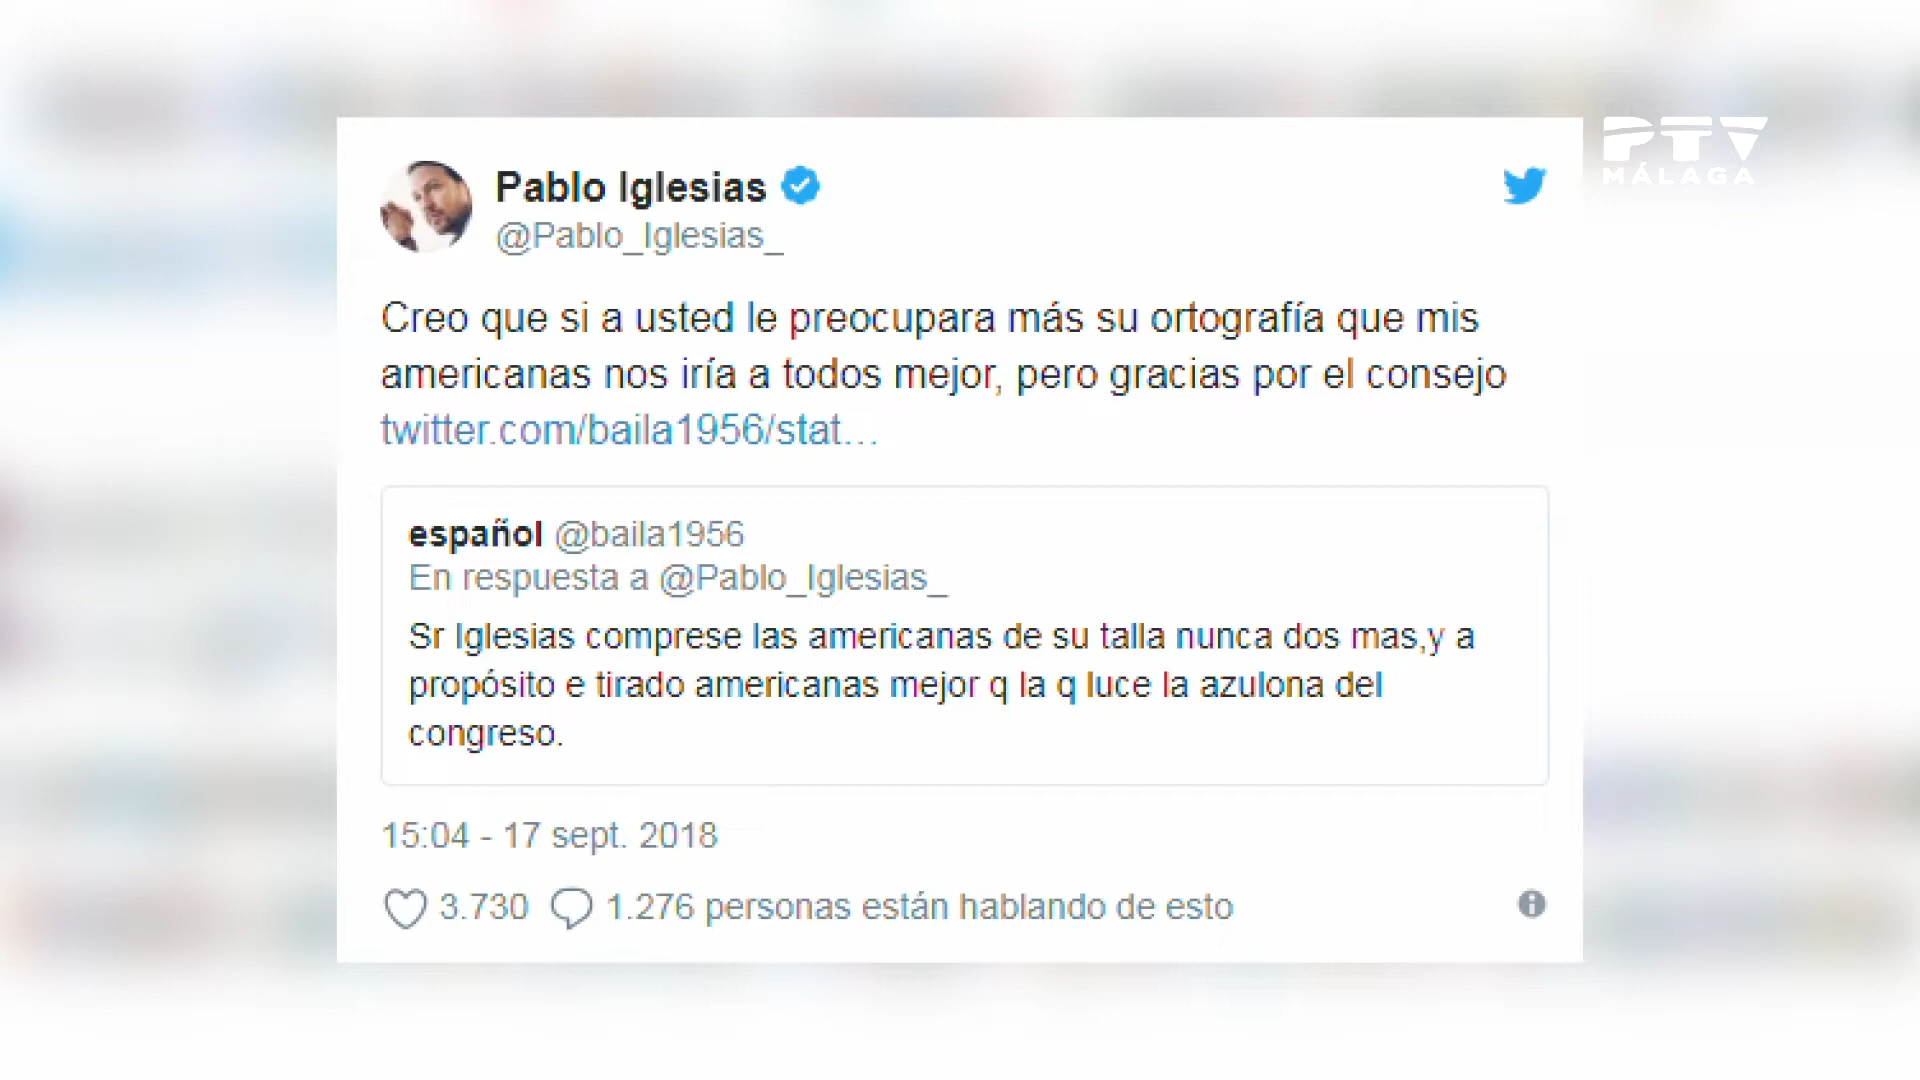 PTV
MÁLAGA
Pablo Iglesias
@Pablo_Iglesias_
Creo que si a usted le preocupara más su ortografía que mis
americanas nos iría a todos mejor, pero gracias por el consejo
twitter.com/baila1956/stat…
español @baila1956
En respuesta a @Pablo_Iglesias_
Sr Iglesias comprese las americanas de su talla nunca dos mas,y a
propósito e tirado americanas mejor q la q luce la azulona del
congreso.
15:04 - 17 sept. 2018
3.730 1.276 personas están hablando de esto